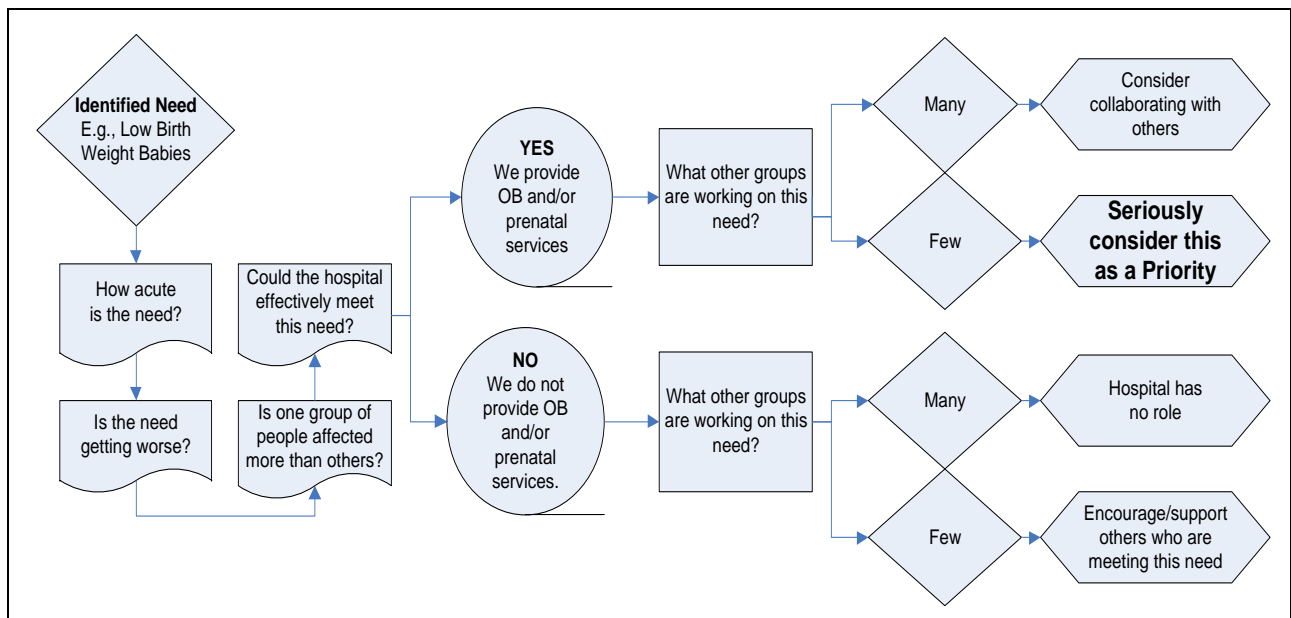 Identified Need
E.g., Low Birth
Weight Babies
How acute
is the need?
Is the need
getting worse?
Is one group of
people affected
more than others?
Could the hospital
effectively meet
this need?
YES
We provide
OB and/or
prenatal
services
What other groups
are working on this
need?
Many
Consider
collaborating with
others
Few
Seriously
consider this
as a Priority
NO
We do not
provide OB
and/or
prenatal
services.
What other groups
are working on this
need?
Many
Hospital has
no role
Few
Encourage/support
others who are
meeting this need